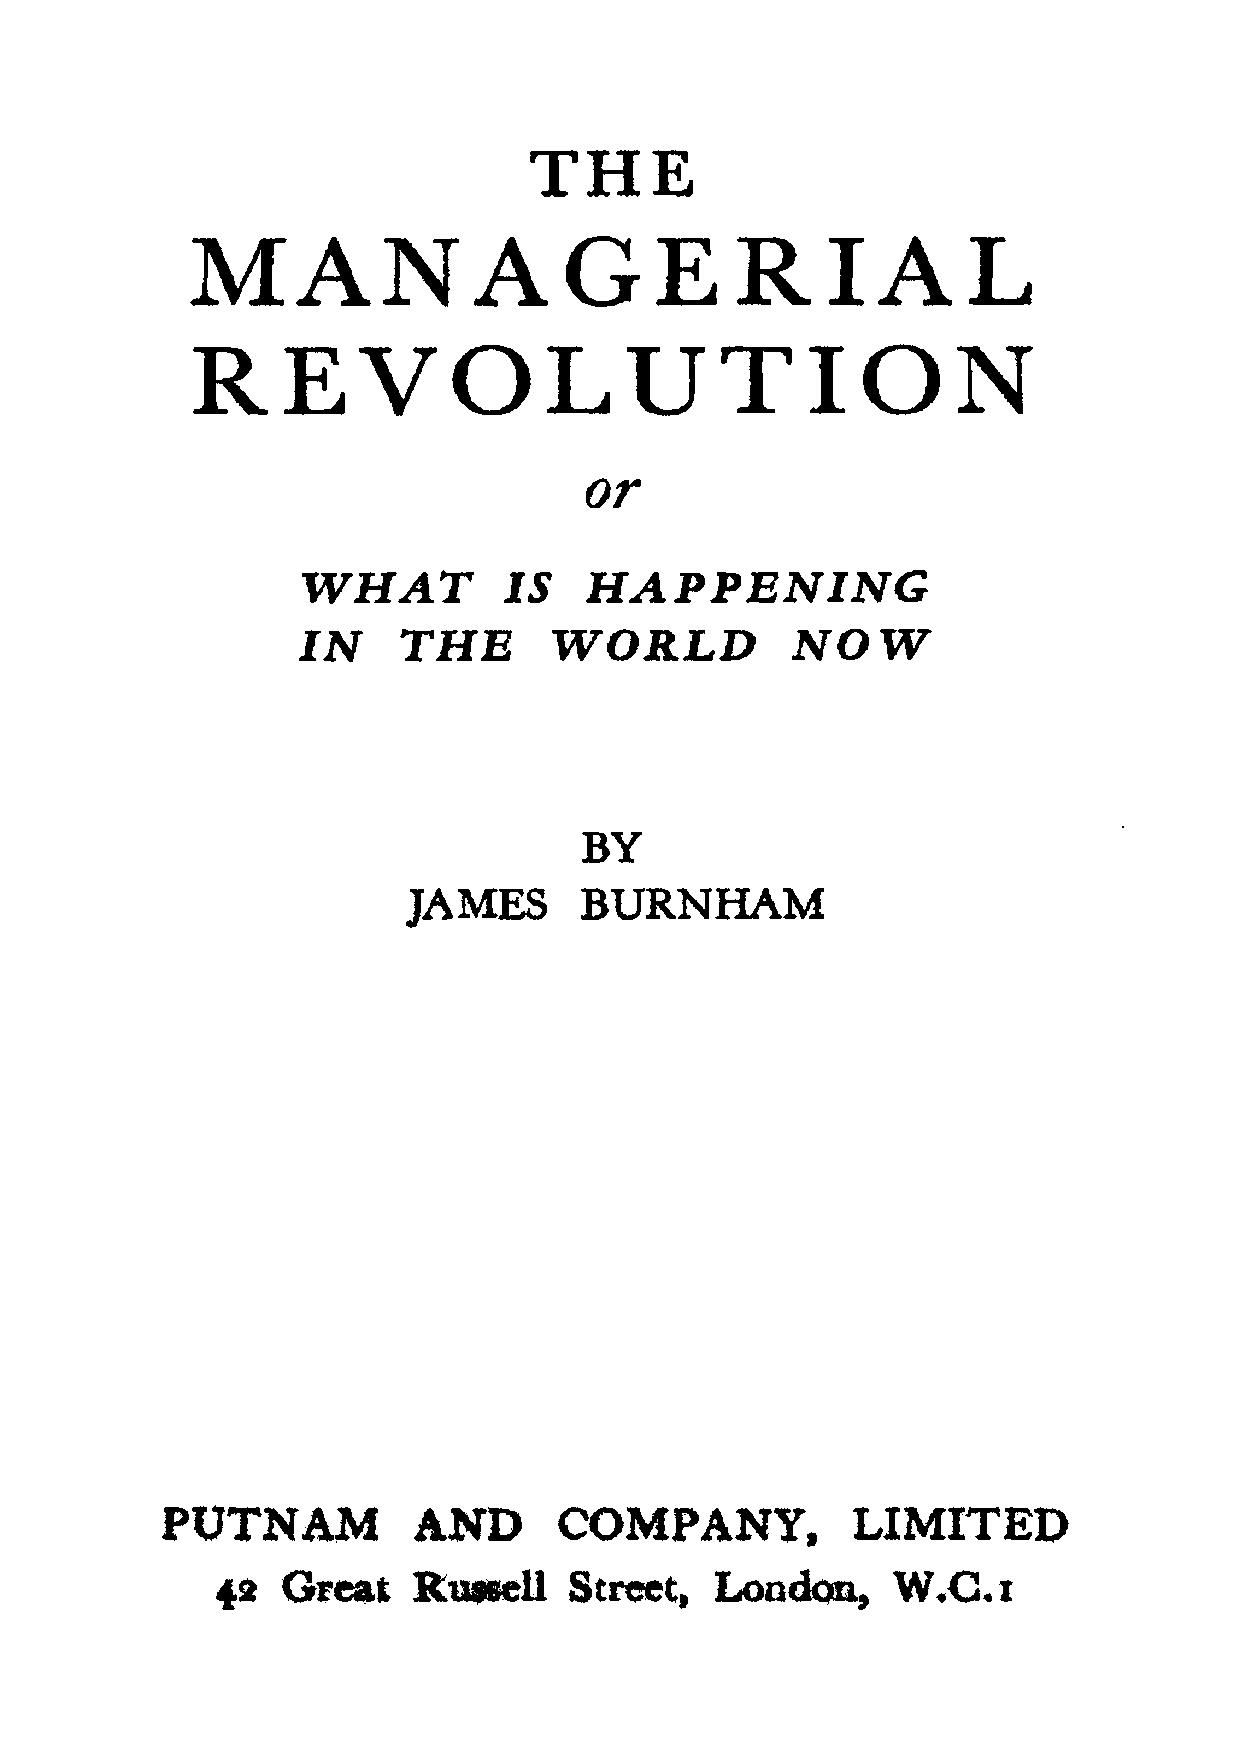 THE
MANAGERIAL
REVOLUTION
or
WHAT IS HAPPENING
IN THE WORLD NOW
BY
JAMES BURNHAM
PUTNAM AND COMPANY, LIMITED
42 Great Russell Street, London, W.C.1